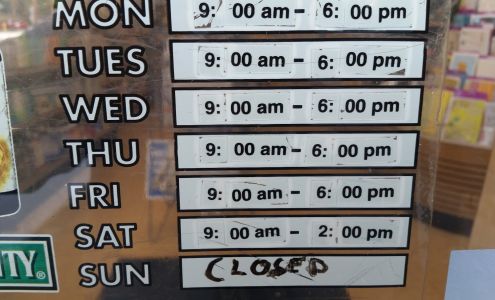 MON 9: 00 am - 6: 00 pm
TUES 9: 00 am - 6: 00 pm
WED 9: 00 am - 6: 00 pm
THU 9: 00 am - 6: 00 pm
FRI 9: 00 am - 6: 00 pm
SAT 9: 00 am - 2: 00 pm
SUN CLOSED